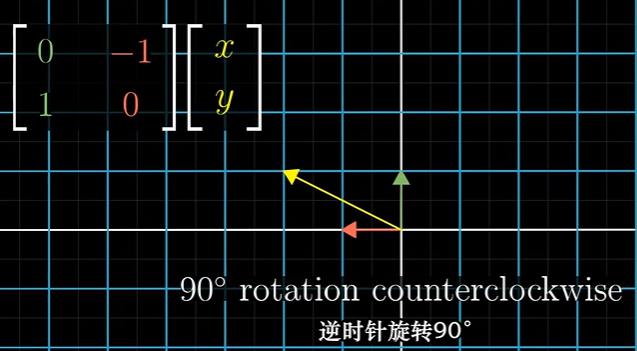 0 -1 x
1 0 y
90° rotation counterclockwise
逆时针旋转90°